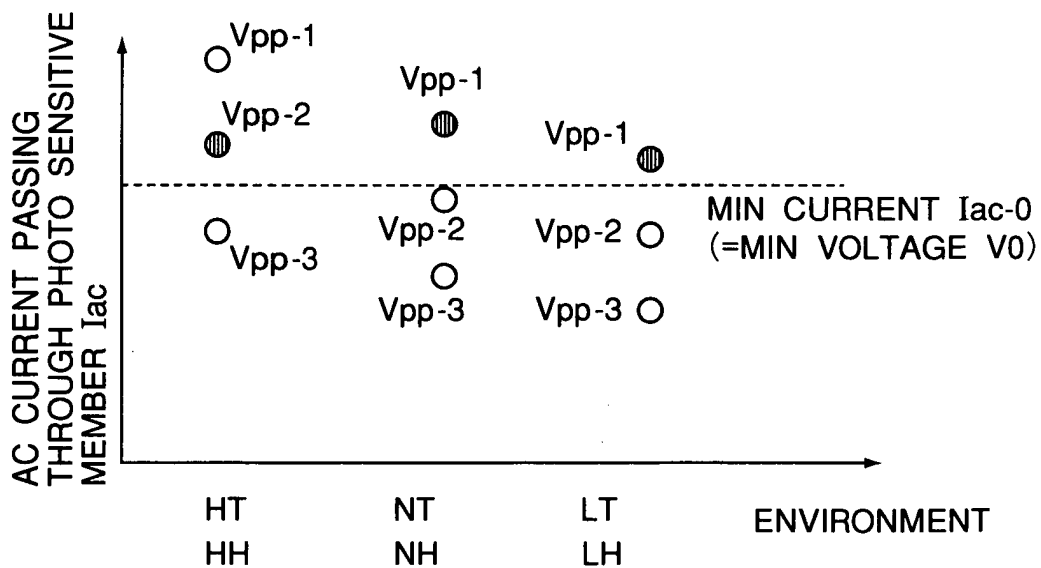 AC CURRENT PASSING
THROUGH PHOTO SENSITIVE
MEMBER Iac
Vpp-1
Vpp-2
Vpp-3
Vpp-1
Vpp-2
Vpp-3
Vpp-1
Vpp-2
Vpp-3
MIN CURRENT Iac-0
(=MIN VOLTAGE V0)
HT
HH
NT
NH
LT
LH
ENVIRONMENT